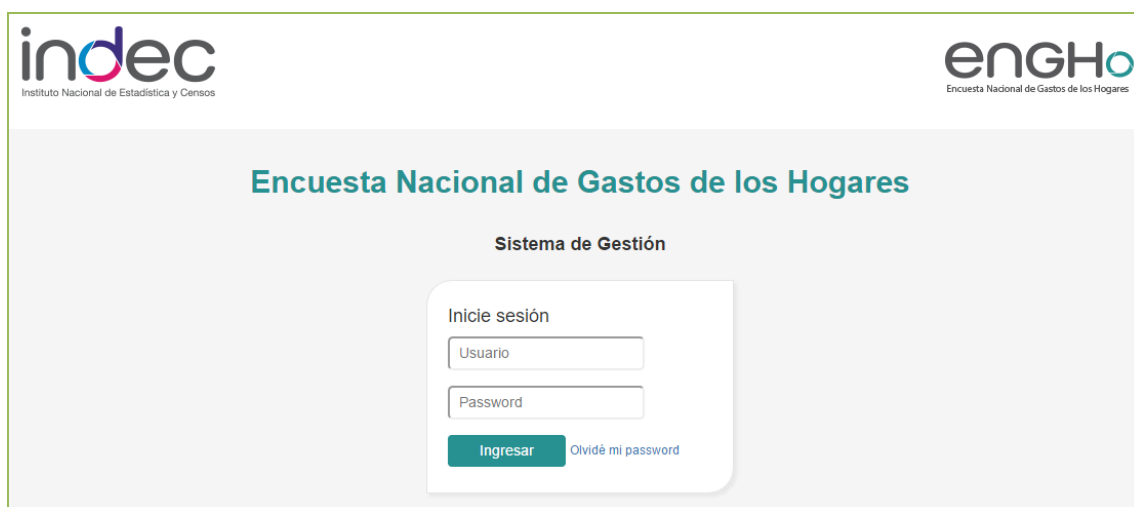 indec
Instituto Nacional de Estadística y Censos
enGHo
Encuesta Nacional de Gastos de los Hogares
Encuesta Nacional de Gastos de los Hogares
Sistema de Gestión
Inicie sesión
Usuario
Password
Ingresar Olvidé mi password